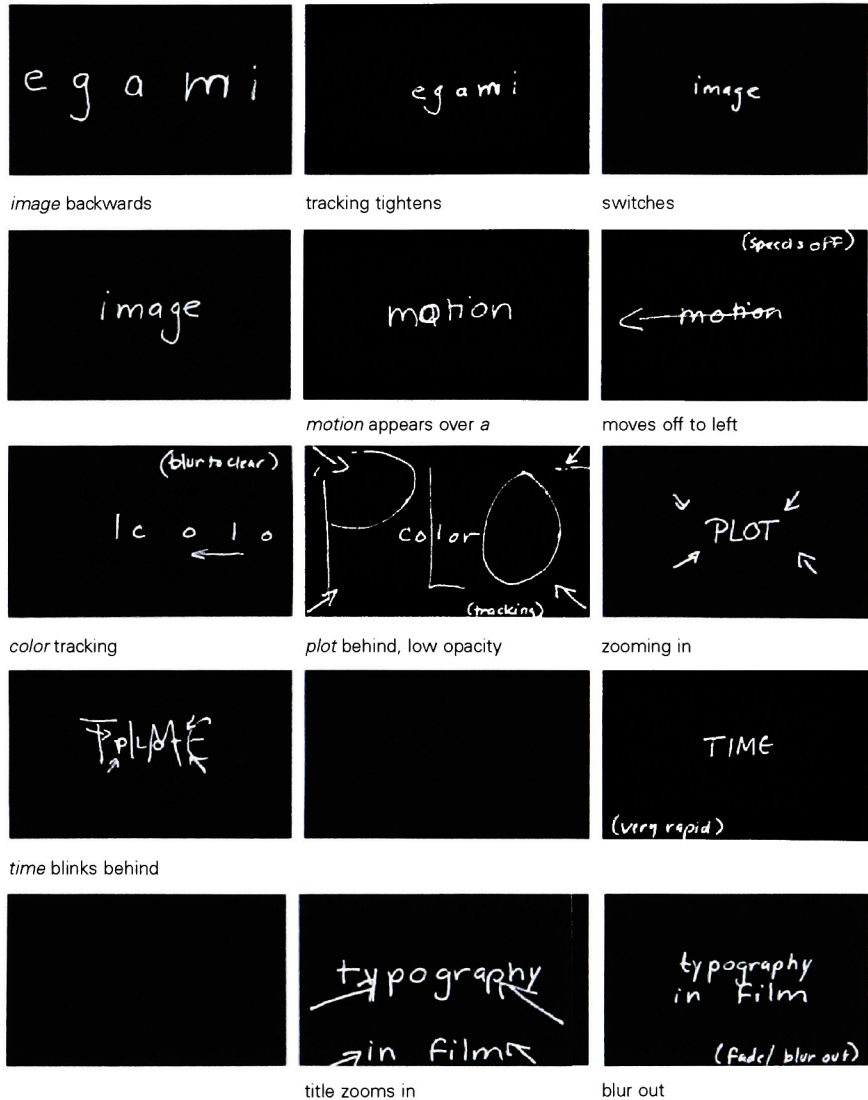 e g a m i
e g a m i
image
image backwards
tracking tightens
switches
image
motion
(speeds off)
motion
motion appears over a
moves off to left
(blur to clear)
l c o l o
PLO
color
(tracking)
PLOT
color tracking
plot behind, low opacity
zooming in
TIME
plot
TIME
(very rapid)
time blinks behind
typography
in film
typography
in film
(fade/ blur out)
title zooms in
blur out